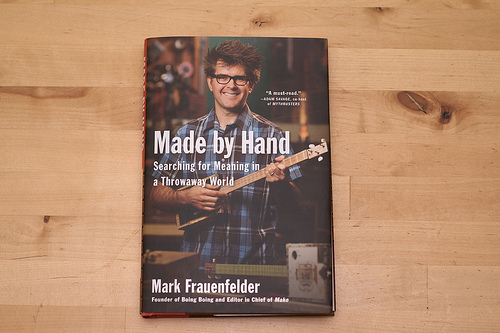 "A must-read."
—ADAM SAVAGE, co-host
of MYTHBUSTERS
Made by Hand
Searching for Meaning in
a Throwaway World
Mark Frauenfelder
Founder of Boing Boing and Editor in Chief of Make